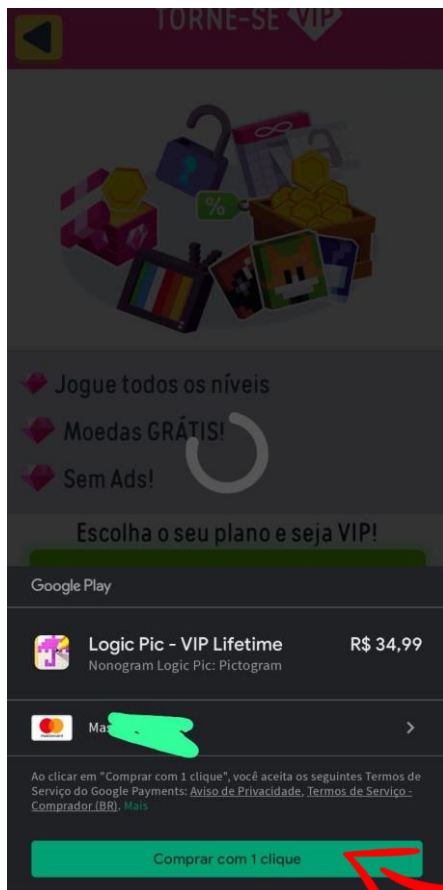 TORNE-SE VIP
%
Jogue todos os níveis
Moedas GRÁTIS!
Sem Ads!
Escolha o seu plano e seja VIP!
Google Play
Logic Pic - VIP Lifetime R$ 34,99
Nonogram Logic Pic: Pictogram
Mas
Ao clicar em "Comprar com 1 clique", você aceita os seguintes Termos de
Serviço do Google Payments: Aviso de Privacidade, Termos de Serviço -
Comprador (BR). Mais
Comprar com 1 clique